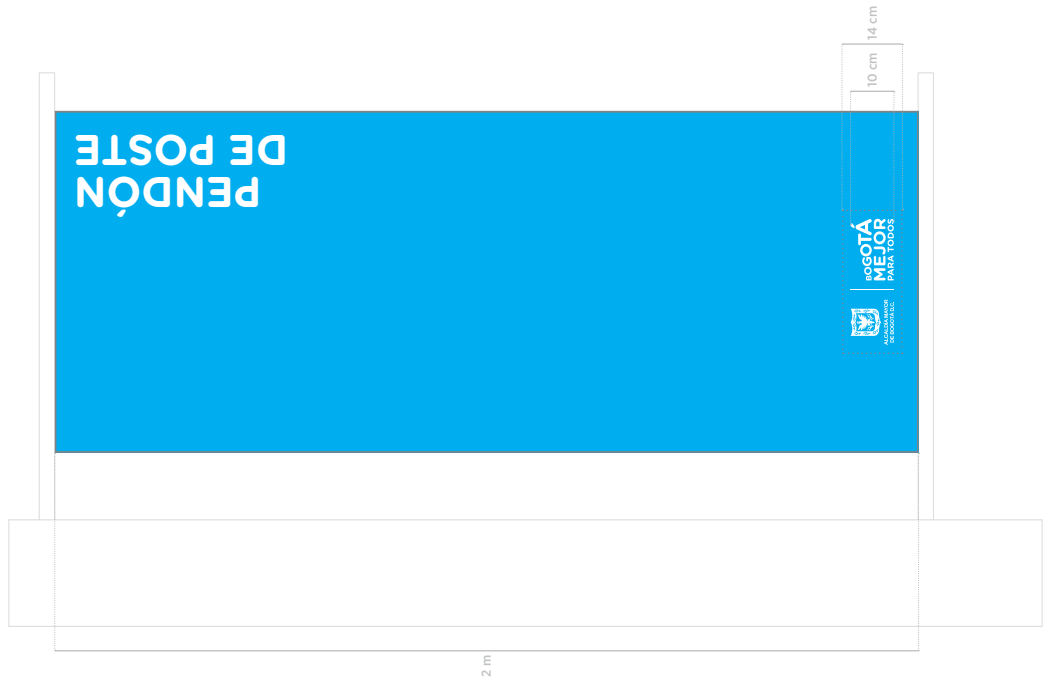 PENDÓN
DE POSTE
14 cm
10 cm
BOGOTÁ
MEJOR
PARA TODOS
ALCALDÍA MAYOR
DE BOGOTÁ D.C.
2 m